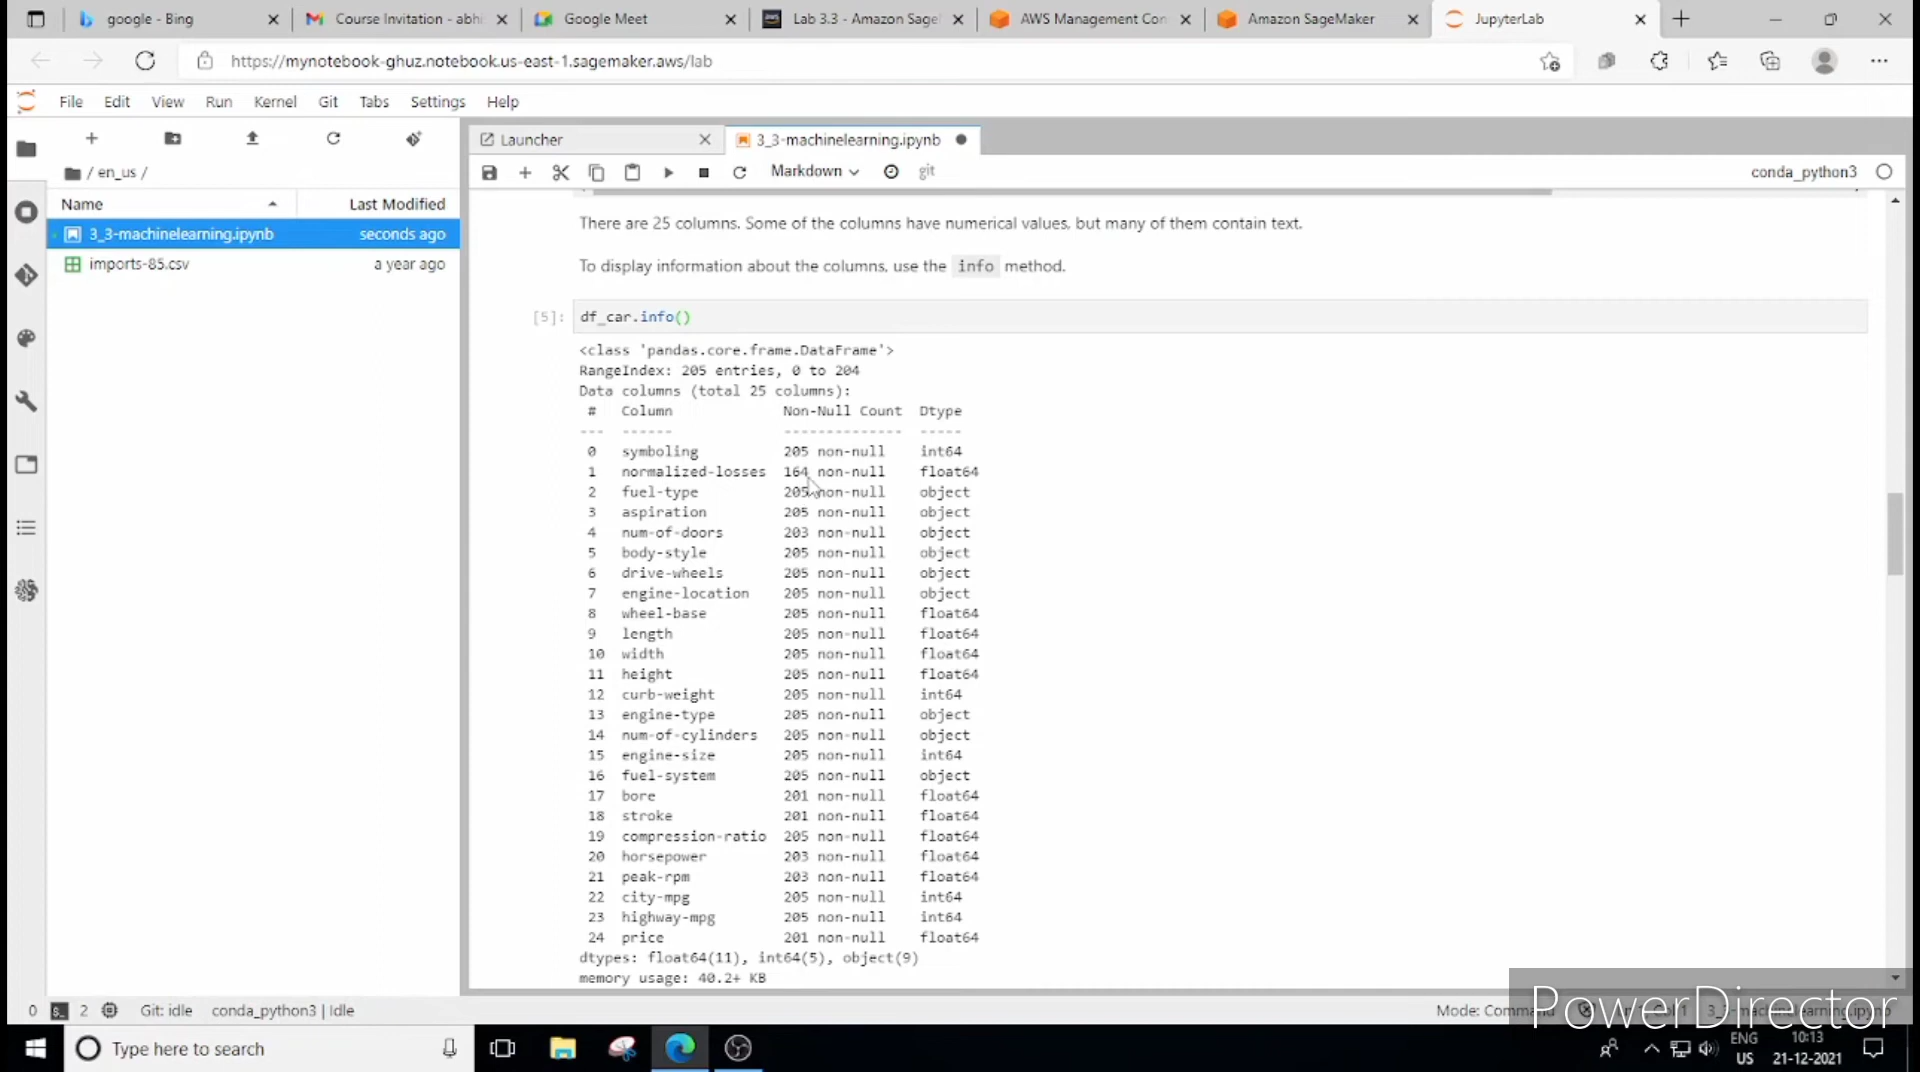 google - Bing
Course Invitation - abhi
Google Meet
Lab 3.3 - Amazon Sage
AWS Management Con
Amazon SageMaker
JupyterLab
https://mynotebook-ghuz.notebook.us-east-1.sagemaker.aws/lab
File Edit View Run Kernel Git Tabs Settings Help
Launcher
3_3-machinelearning.ipynb
/ en_us /
Markdown
git
conda_python3
Name Last Modified
3_3-machinelearning.ipynb seconds ago
imports-85.csv a year ago
There are 25 columns. Some of the columns have numerical values, but many of them contain text.
To display information about the columns, use the info method.
[5]: df_car.info()
<class 'pandas.core.frame.DataFrame'>
RangeIndex: 205 entries, 0 to 204
Data columns (total 25 columns):
# Column Non-Null Count Dtype
--- ------ -------------- -----
0 symboling 205 non-null int64
1 normalized-losses 164 non-null float64
2 fuel-type 205 non-null object
3 aspiration 205 non-null object
4 num-of-doors 203 non-null object
5 body-style 205 non-null object
6 drive-wheels 205 non-null object
7 engine-location 205 non-null object
8 wheel-base 205 non-null float64
9 length 205 non-null float64
10 width 205 non-null float64
11 height 205 non-null float64
12 curb-weight 205 non-null int64
13 engine-type 205 non-null object
14 num-of-cylinders 205 non-null object
15 engine-size 205 non-null int64
16 fuel-system 205 non-null object
17 bore 201 non-null float64
18 stroke 201 non-null float64
19 compression-ratio 205 non-null float64
20 horsepower 203 non-null float64
21 peak-rpm 203 non-null float64
22 city-mpg 205 non-null int64
23 highway-mpg 205 non-null int64
24 price 201 non-null float64
dtypes: float64(11), int64(5), object(9)
memory usage: 40.2+ KB
0 2 Git: idle conda_python3 | Idle
Mode: Comma
PowerDirector
Type here to search
ENG
US
10:13
21-12-2021